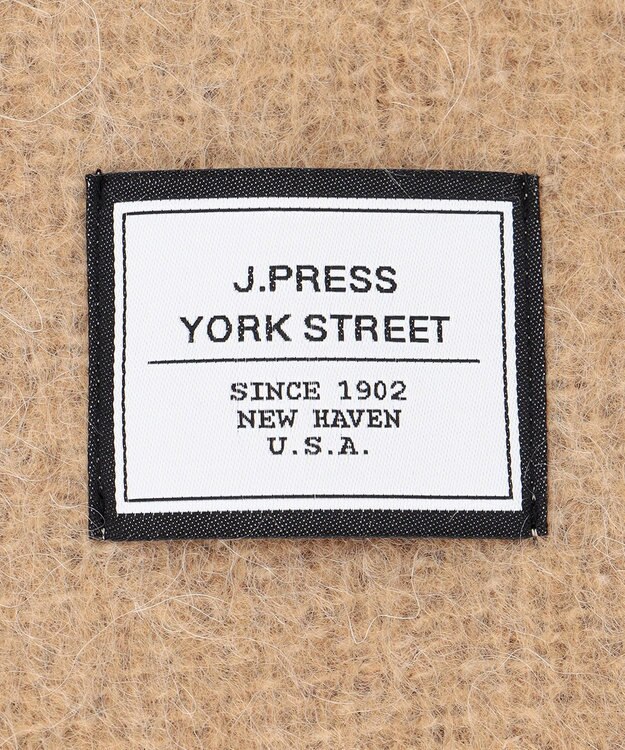 J.PRESS
YORK STREET
SINCE 1902
NEW HAVEN
U.S.A.